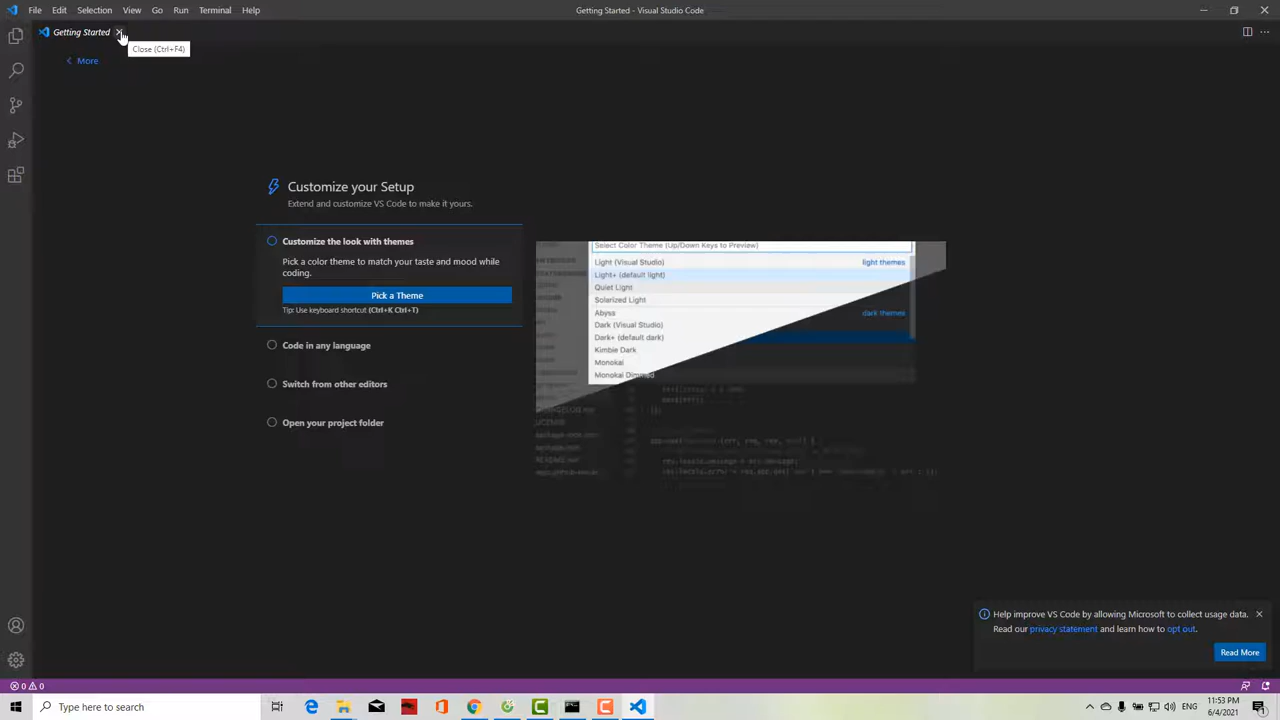 File Edit Selection View Go Run Terminal Help
Getting Started - Visual Studio Code
Getting Started
Close (Ctrl+F4)
More
Customize your Setup
Extend and customize VS Code to make it yours.
Customize the look with themes
Pick a color theme to match your taste and mood while
coding.
Pick a Theme
Tip: Use keyboard shortcut (Ctrl+K Ctrl+T)
Code in any language
Switch from other editors
Open your project folder
Select Color Theme (Up/Down Keys to Preview)
Light (Visual Studio) light themes
Light+ (default light)
Quiet Light
Solarized Light
Abyss dark themes
Dark (Visual Studio)
Dark+ (default dark)
Kimbie Dark
Monokai
Monokai Dimmed
Help improve VS Code by allowing Microsoft to collect usage data.
Read our privacy statement and learn how to opt out.
Read More
0 0
Type here to search
ENG
11:53 PM
6/4/2021
1